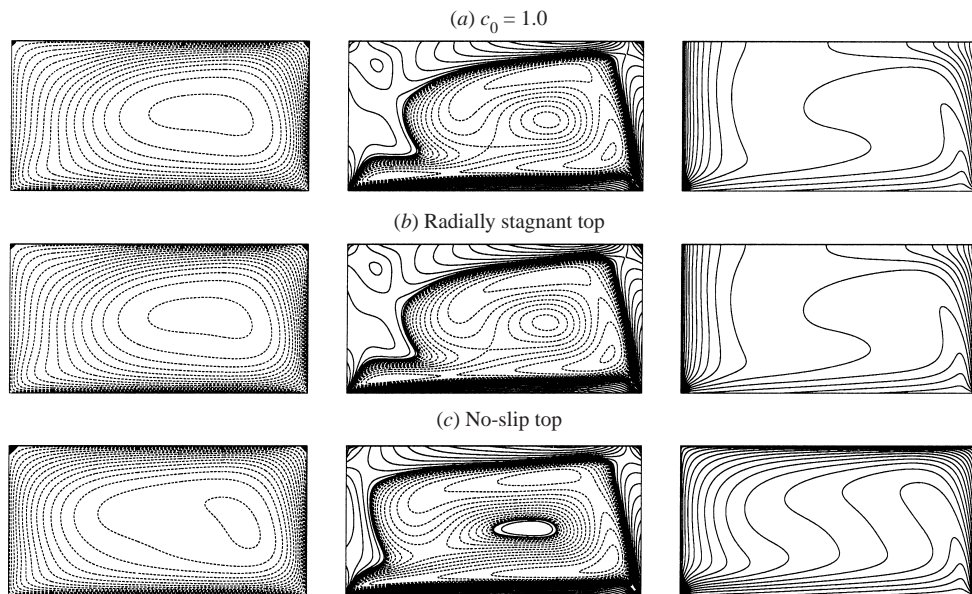 (a) c₀ = 1.0
(b) Radially stagnant top
(c) No-slip top